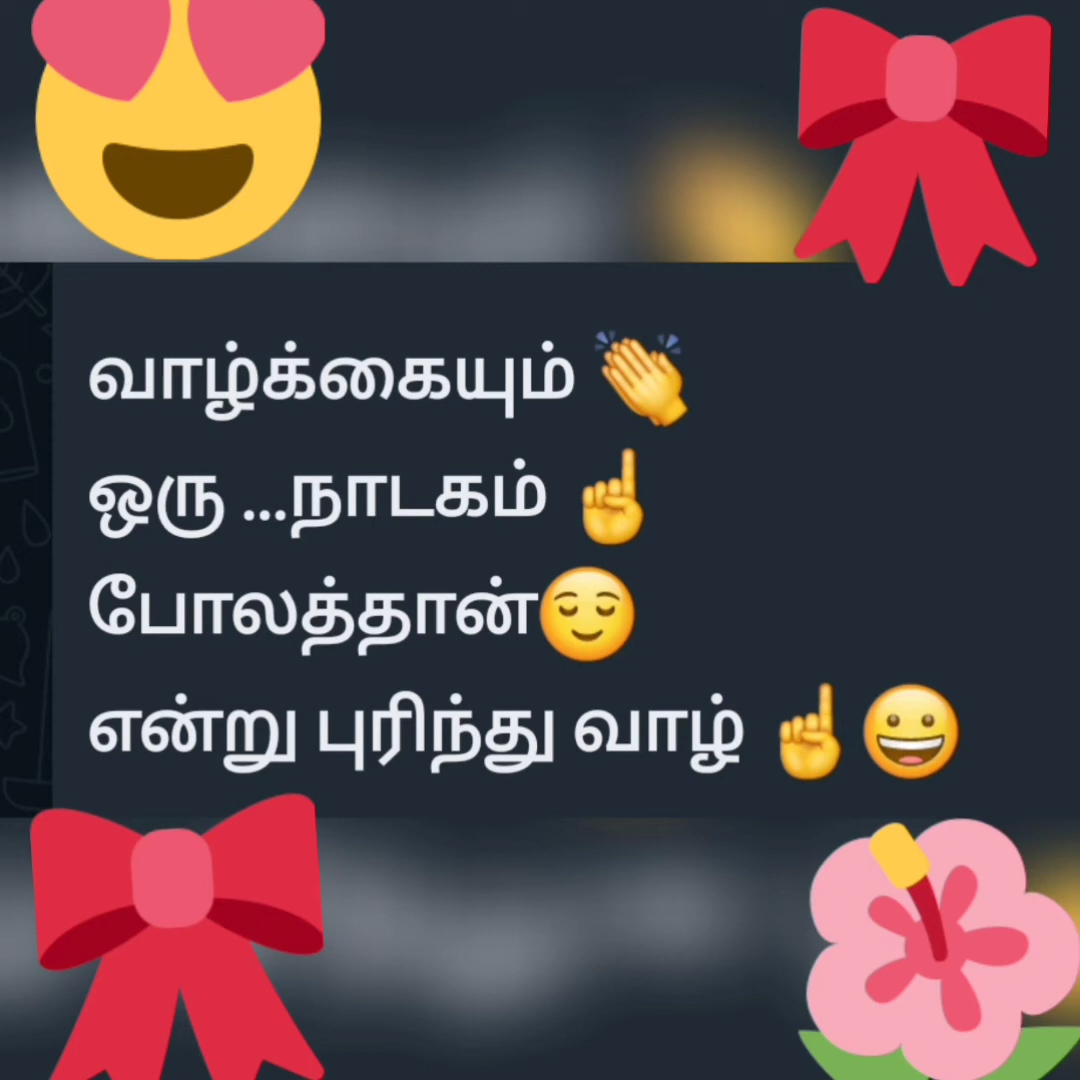 வாழ்க்கையும் 👏
ஒரு ...நாடகம் ☝
போலத்தான்😌
என்று புரிந்து வாழ் ☝😀